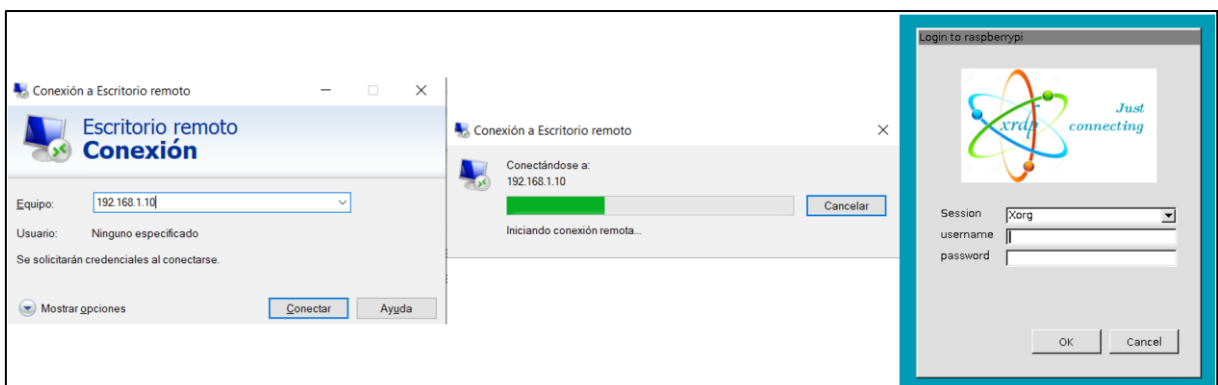 Conexión a Escritorio remoto
Escritorio remoto
Conexión
Equipo: 192.168.1.10
Usuario: Ninguno especificado
Se solicitarán credenciales al conectarse.
Mostrar opciones Conectar Ayuda
Conexión a Escritorio remoto
Conectándose a:
192.168.1.10
Cancelar
Iniciando conexión remota...
Login to raspberrypi
Just
xrdp connecting
Session Xorg
username
password
OK Cancel